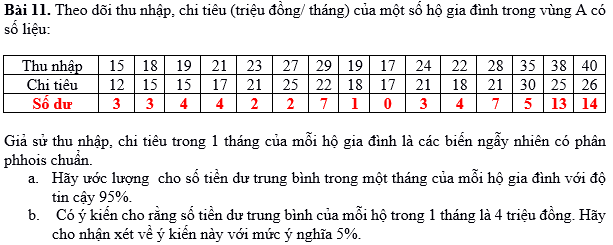 Bài 11. Theo dõi thu nhập, chi tiêu (triệu đồng/ tháng) của một số hộ gia đình trong vùng A có
số liệu:
Thu nhập 15 18 19 21 23 27 29 19 17 24 22 28 35 38 40
Chi tiêu 12 15 15 17 21 25 22 18 17 21 18 21 30 25 26
Số dư 3 3 4 4 2 2 7 1 0 3 4 7 5 13 14
Giả sử thu nhập, chi tiêu trong 1 tháng của mỗi hộ gia đình là các biến ngẫy nhiên có phân
phhois chuẩn.
a. Hãy ước lượng cho số tiền dư trung bình trong một tháng của mỗi hộ gia đình với độ
tin cậy 95%.
b. Có ý kiến cho rằng số tiền dư trung bình của mỗi hộ trong 1 tháng là 4 triệu đồng. Hãy
cho nhận xét về ý kiến này với mức ý nghĩa 5%.